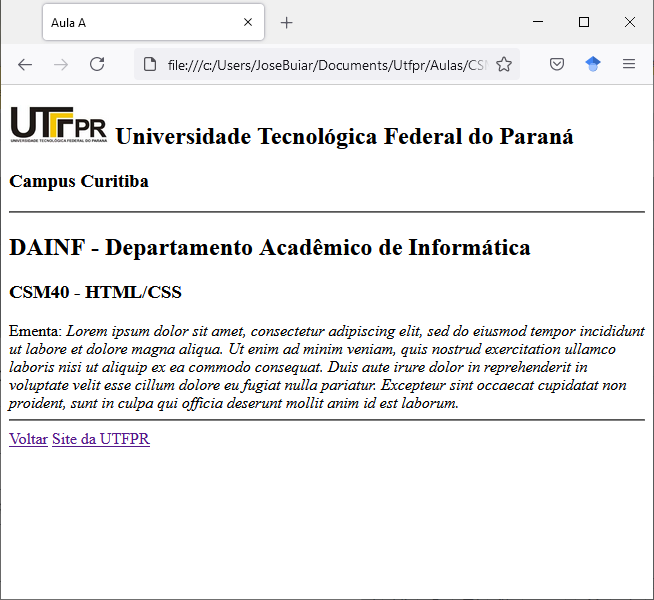 Aula A
file:///c:/Users/JoseBuiar/Documents/Utfpr/Aulas/CSM
UTFPR
UNIVERSIDADE TECNOLÓGICA FEDERAL DO PARANÁ
Universidade Tecnológica Federal do Paraná
Campus Curitiba
DAINF - Departamento Acadêmico de Informática
CSM40 - HTML/CSS
Ementa: Lorem ipsum dolor sit amet, consectetur adipiscing elit, sed do eiusmod tempor incididunt
ut labore et dolore magna aliqua. Ut enim ad minim veniam, quis nostrud exercitation ullamco
laboris nisi ut aliquip ex ea commodo consequat. Duis aute irure dolor in reprehenderit in
voluptate velit esse cillum dolore eu fugiat nulla pariatur. Excepteur sint occaecat cupidatat non
proident, sunt in culpa qui officia deserunt mollit anim id est laborum.
Voltar Site da UTFPR